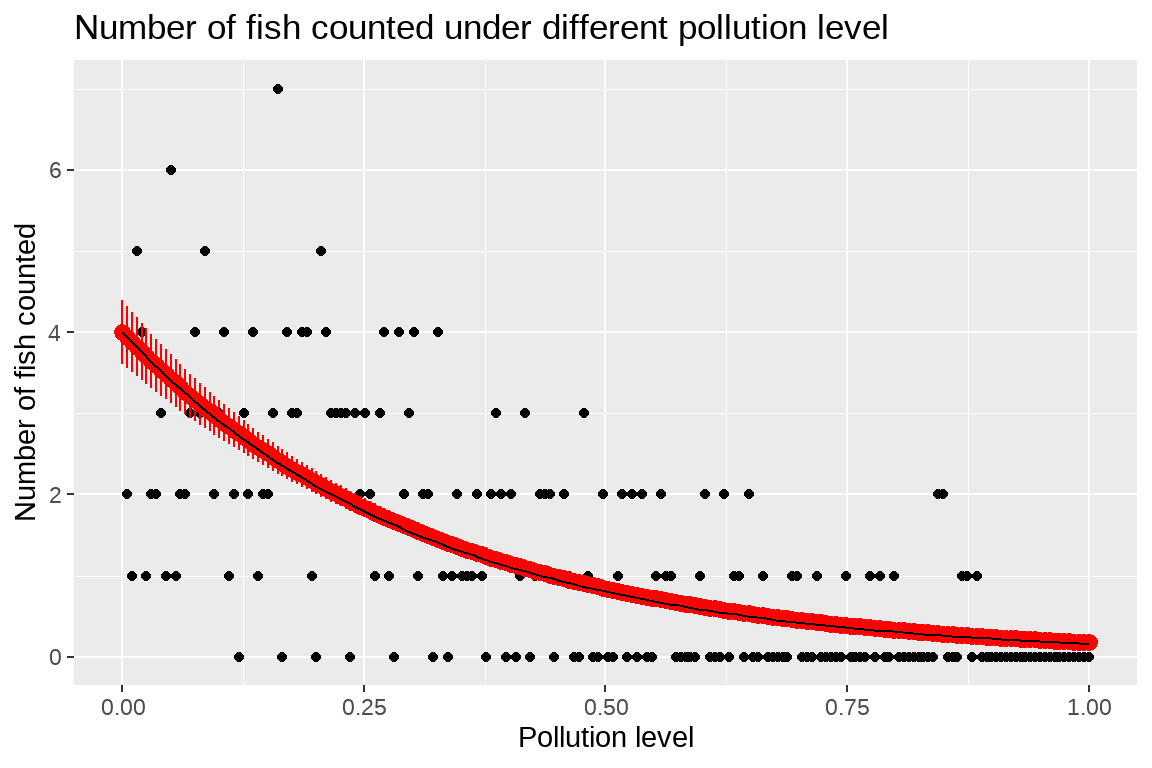 Number of fish counted under different pollution level
Number of fish counted
6
4
2
0
0.00 0.25 0.50 0.75 1.00
Pollution level